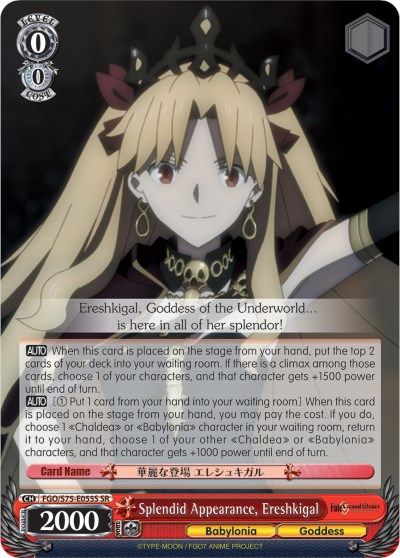 LEVEL
0
0
COST
Ereshkigal, Goddess of the Underworld...
is here in all of her splendor!
AUTO When this card is placed on the stage from your hand, put the top 2
cards of your deck into your waiting room. If there is a climax among those
cards, choose 1 of your characters, and that character gets +1500 power
until end of turn.
AUTO [① Put 1 card from your hand into your waiting room] When this card
is placed on the stage from your hand, you may pay the cost. If you do,
choose 1 «Chaldea» or «Babylonia» character in your waiting room, return
it to your hand, choose 1 of your other «Chaldea» or «Babylonia»
characters, and that character gets +1000 power until end of turn.
Card Name 華麗な登場 エレシュキガル
CH FGO/S75-E055S SR
Splendid Appearance, Ereshkigal
Fate/Grand Order
POWER
2000
Babylonia
Goddess
©TYPE-MOON / FGO7 ANIME PROJECT